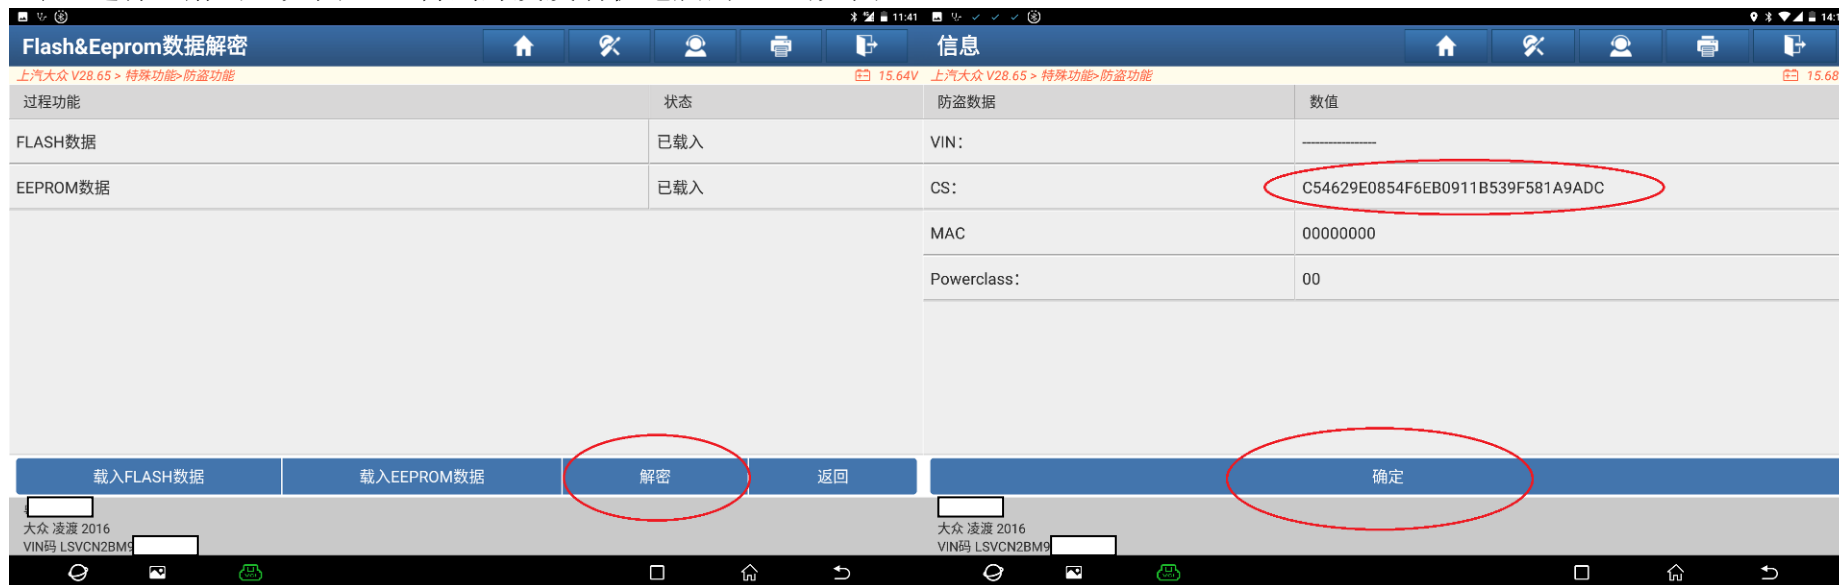 11:41
Flash&Eeprom数据解密
上汽大众 V28.65 > 特殊功能>防盗功能
15.64V
过程功能
状态
FLASH数据
已载入
EEPROM数据
已载入
载入FLASH数据
载入EEPROM数据
解密
返回
大众 凌渡 2016
VIN码 LSVCN2BM9
信息
上汽大众 V28.65 > 特殊功能>防盗功能
15.68
防盗数据
数值
VIN：
----------------
CS：
C54629E0854F6EB0911B539F581A9ADC
MAC
00000000
Powerclass：
00
确定
大众 凌渡 2016
VIN码 LSVCN2BM9